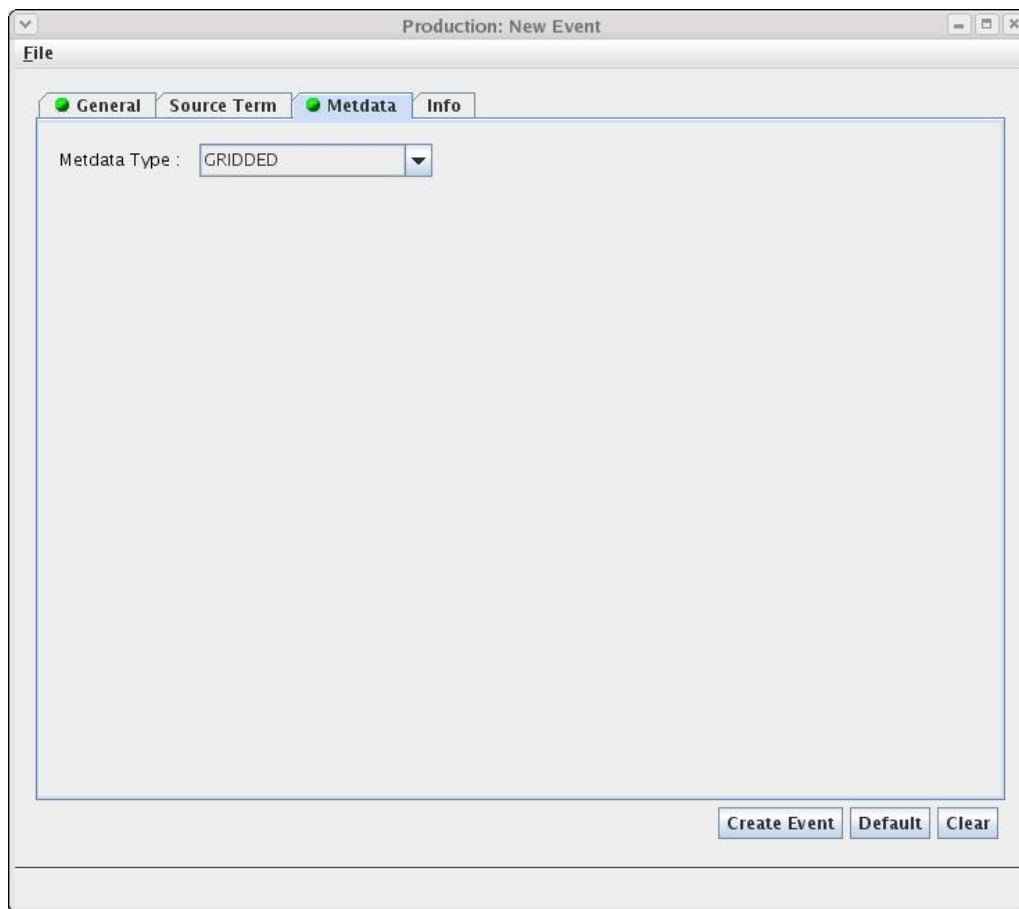 Production: New Event
File
General Source Term Metdata Info
Metdata Type : GRIDDED
Create Event Default Clear